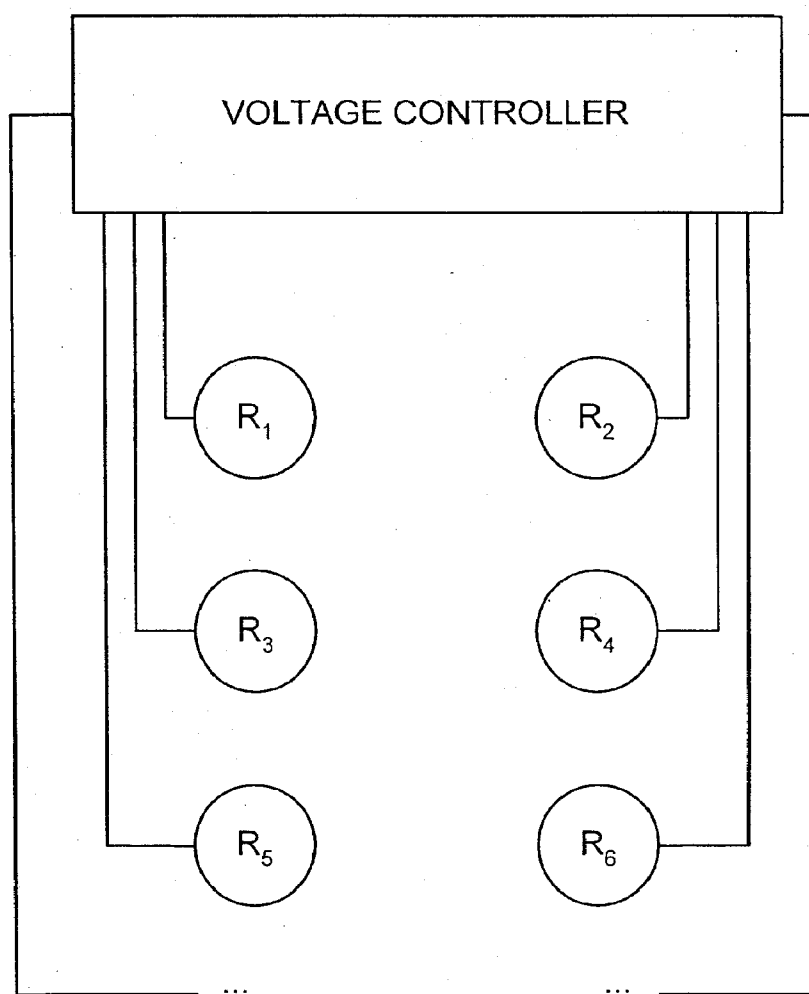 VOLTAGE CONTROLLER
R₁ R₂
R₃ R₄
R₅ R₆
... ...